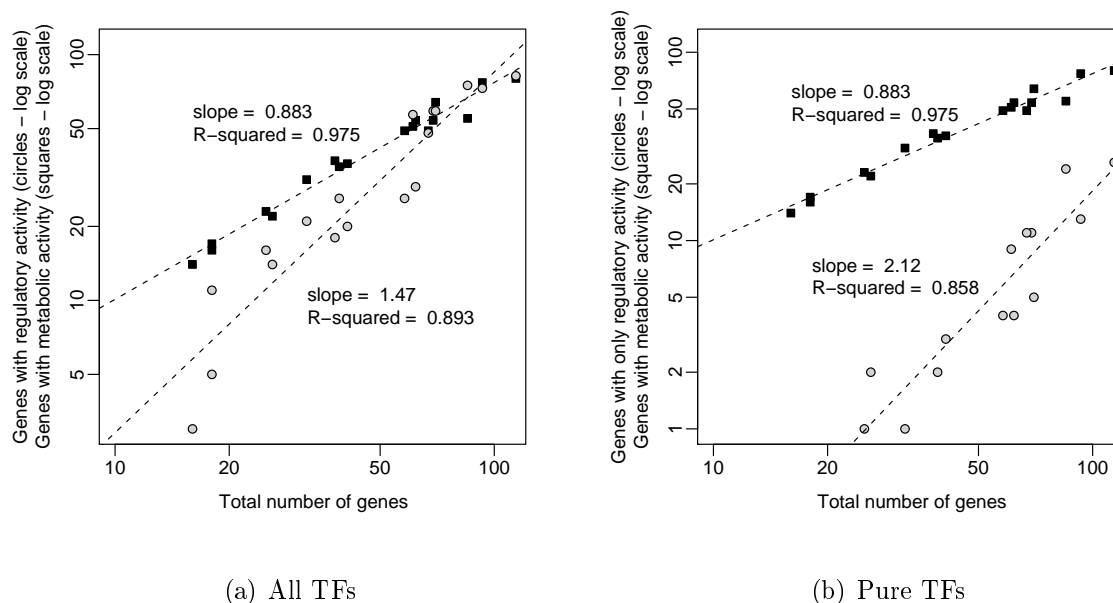 Genes with regulatory activity (circles − log scale)
Genes with metabolic activity (squares − log scale)
100
50
20
10
5
slope = 0.883
R−squared = 0.975
slope = 1.47
R−squared = 0.893
10 20 50 100
Total number of genes
(a) All TFs
Genes with only regulatory activity (circles − log scale)
Genes with metabolic activity (squares − log scale)
100
50
20
10
5
2
1
slope = 0.883
R−squared = 0.975
slope = 2.12
R−squared = 0.858
10 20 50 100
Total number of genes
(b) Pure TFs